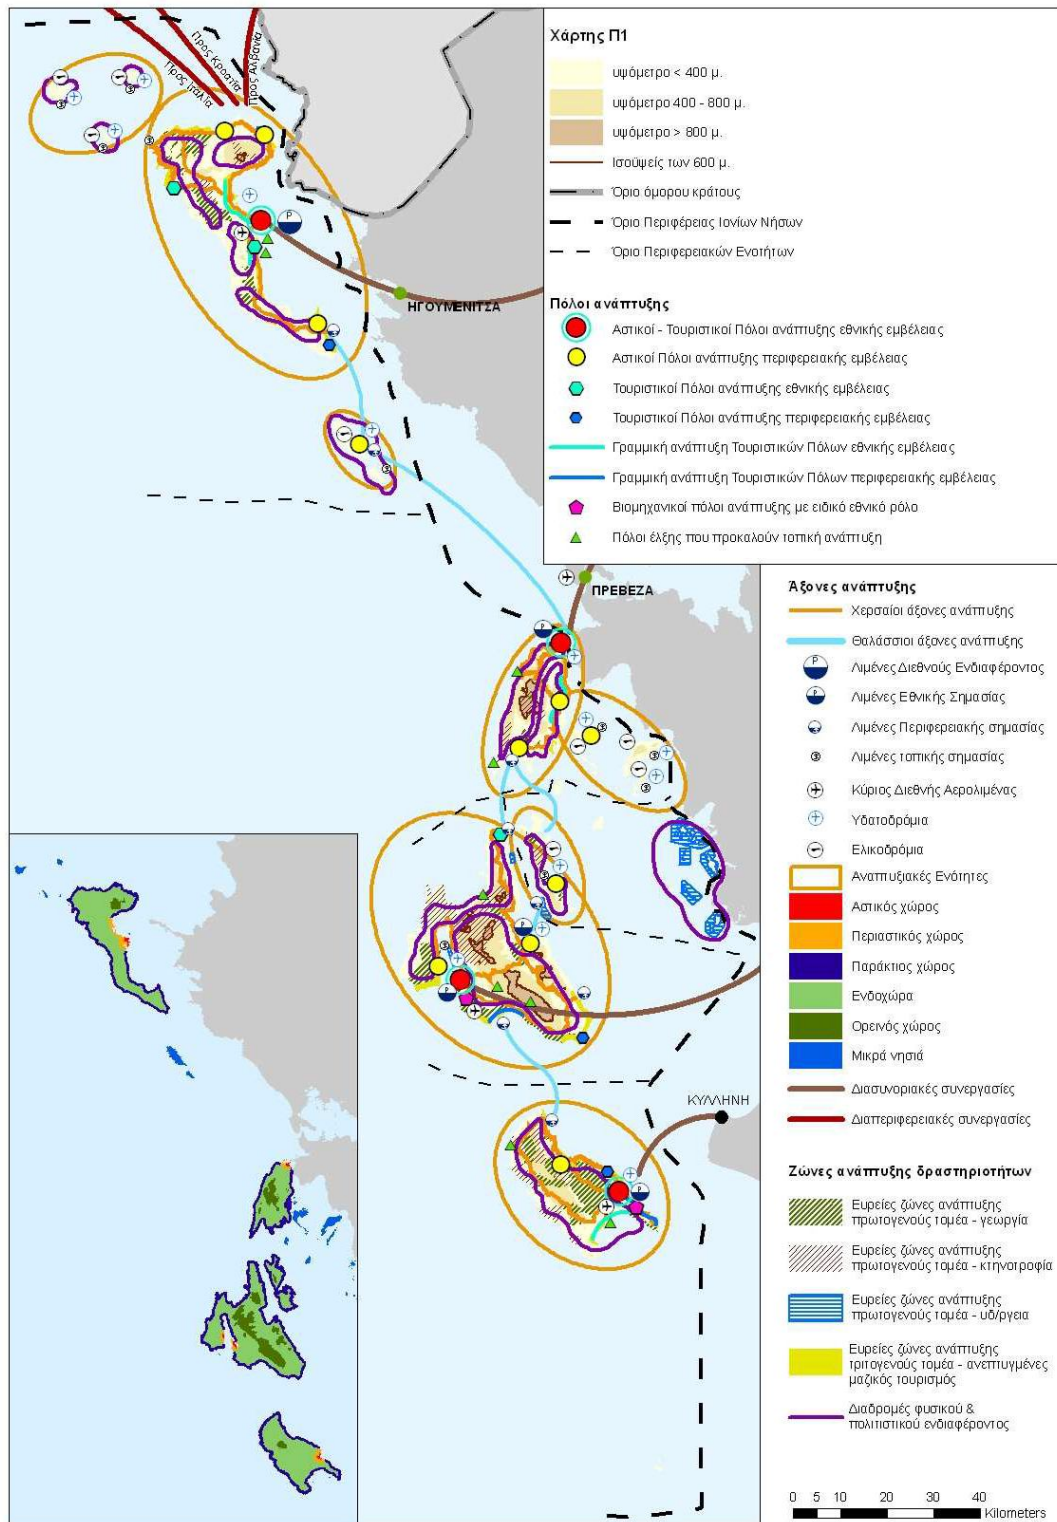 Προς Ιταλία
Προς Κροατία
Προς Αλβανία
P
ΗΓΟΥΜΕΝΙΤΣΑ
ΠΡΕΒΕΖΑ
ΚΥΛΛΗΝΗ
Χάρτης Π1
υψόμετρο < 400 μ.
υψόμετρο 400 - 800 μ.
υψόμετρο > 800 μ.
Ισοϋψείς των 600 μ.
Όριο όμορου κράτους
Όριο Περιφέρειας Ιονίων Νήσων
Όριο Περιφερειακών Ενοτήτων
Πόλοι ανάπτυξης
Αστικοί - Τουριστικοί Πόλοι ανάπτυξης εθνικής εμβέλειας
Αστικοί Πόλοι ανάπτυξης περιφερειακής εμβέλειας
Τουριστικοί Πόλοι ανάπτυξης εθνικής εμβέλειας
Τουριστικοί Πόλοι ανάπτυξης περιφερειακής εμβέλειας
Γραμμική ανάπτυξη Τουριστικών Πόλων εθνικής εμβέλειας
Γραμμική ανάπτυξη Τουριστικών Πόλων περιφερειακής εμβέλειας
Βιομηχανικοί πόλοι ανάπτυξης με ειδικό εθνικό ρόλο
Πόλοι έλξης που προκαλούν τοπική ανάπτυξη
Άξονες ανάπτυξης
Χερσαίοι άξονες ανάπτυξης
Θαλάσσιοι άξονες ανάπτυξης
Λιμένες Διεθνούς Ενδιαφέροντος
Λιμένες Εθνικής Σημασίας
Λιμένες Περιφερειακής σημασίας
Λιμένες τοπικής σημασίας
Κύριος Διεθνής Αερολιμένας
Υδατοδρόμια
Ελικοδρόμια
Αναπτυξιακές Ενότητες
Αστικός χώρος
Περιαστικός χώρος
Παράκτιος χώρος
Ενδοχώρα
Ορεινός χώρος
Μικρά νησιά
Διασυνοριακές συνεργασίες
Διαπεριφερειακές συνεργασίες
Ζώνες ανάπτυξης δραστηριοτήτων
Ευρείες ζώνες ανάπτυξης
πρωτογενούς τομέα - γεωργία
Ευρείες ζώνες ανάπτυξης
πρωτογενούς τομέα - κτηνοτροφία
Ευρείες ζώνες ανάπτυξης
πρωτογενούς τομέα - υδ/ργεια
Ευρείες ζώνες ανάπτυξης
τριτογενούς τομέα - ανεπτυγμένες
μαζικός τουρισμός
Διαδρομές φυσικού &
πολιτιστικού ενδιαφέροντος
0 5 10 20 30 40
Kilometers